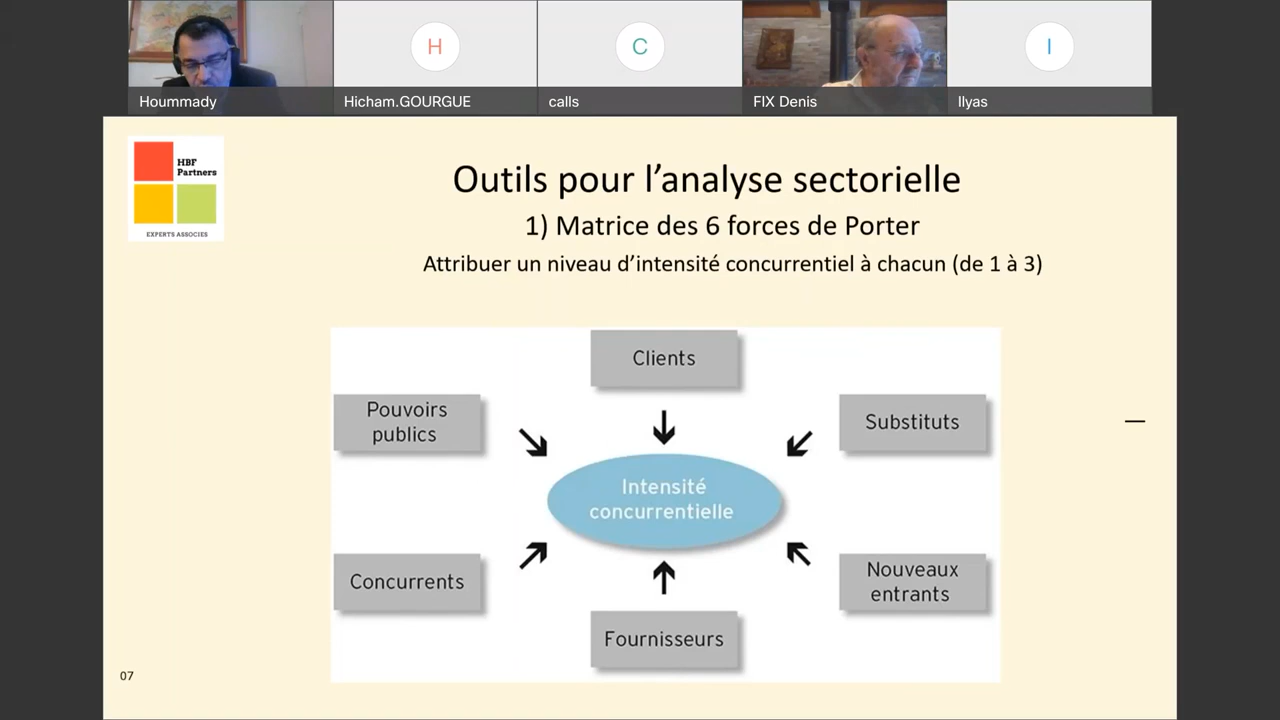 H
C
I
Hoummady
Hicham.GOURGUE
calls
FIX Denis
Ilyas
HBF
Partners
EXPERTS ASSOCIES
Outils pour l’analyse sectorielle
1) Matrice des 6 forces de Porter
Attribuer un niveau d’intensité concurrentiel à chacun (de 1 à 3)
Clients
Pouvoirs
publics
Substituts
Intensité
concurrentielle
Concurrents
Nouveaux
entrants
Fournisseurs
07